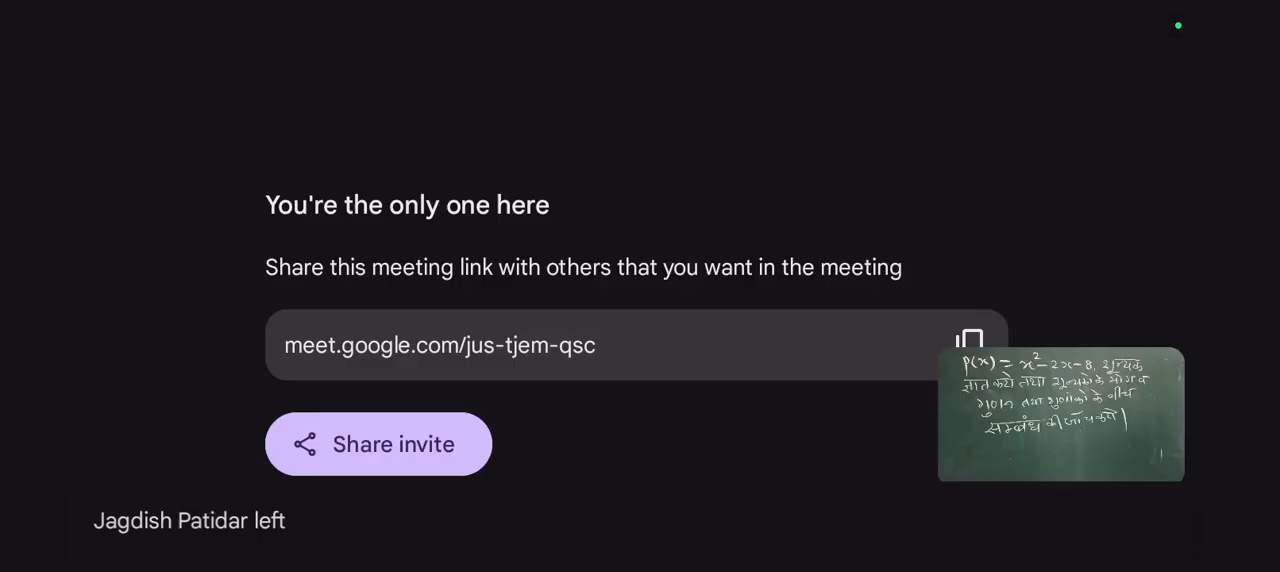 You're the only one here
Share this meeting link with others that you want in the meeting
meet.google.com/jus-tjem-qsc
Share invite
P(x) = x²-2x-8, शून्यक
ज्ञात करो तथा शून्यकों के योग व
गुणन तथा गुणांको के बीच
सम्बंध की जाँच करो|
Jagdish Patidar left